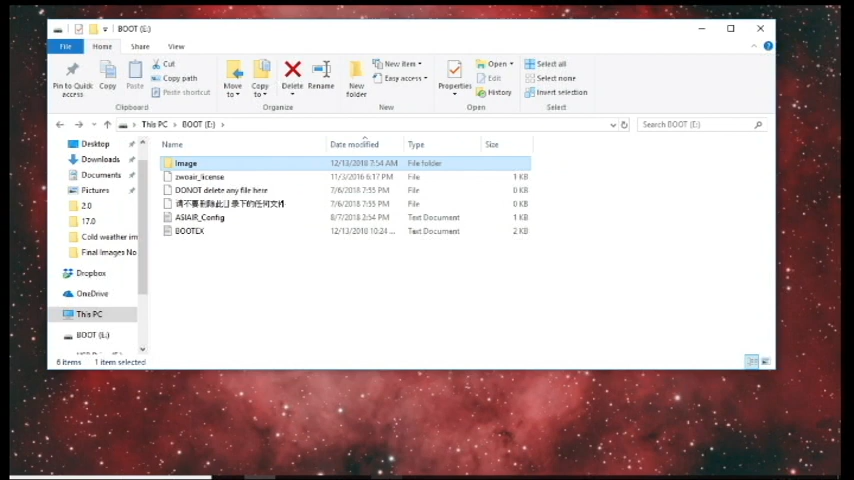 BOOT (E:)
File Home Share View
Pin to Quick access
Copy
Paste
Cut
Copy path
Paste shortcut
Clipboard
Move to
Copy to
Delete
Rename
Organize
New folder
New item
Easy access
New
Properties
Open
Edit
History
Open
Select all
Select none
Invert selection
Select
This PC BOOT (E:)
Search BOOT (E:)
Name Date modified Type Size
Image 12/13/2018 7:54 AM File folder
zwoair_license 11/3/2016 6:17 PM File 1 KB
DONOT delete any file here 7/6/2018 7:55 PM File 0 KB
请不要删除此目录下的任何文件 7/6/2018 7:55 PM File 0 KB
ASIAIR_Config 8/7/2018 2:54 PM Text Document 1 KB
BOOTEX 12/13/2018 10:24 ... Text Document 2 KB
Desktop
Downloads
Documents
Pictures
2.0
17.0
Cold weather im
Final Images No
Dropbox
OneDrive
This PC
BOOT (E:)
6 items 1 item selected